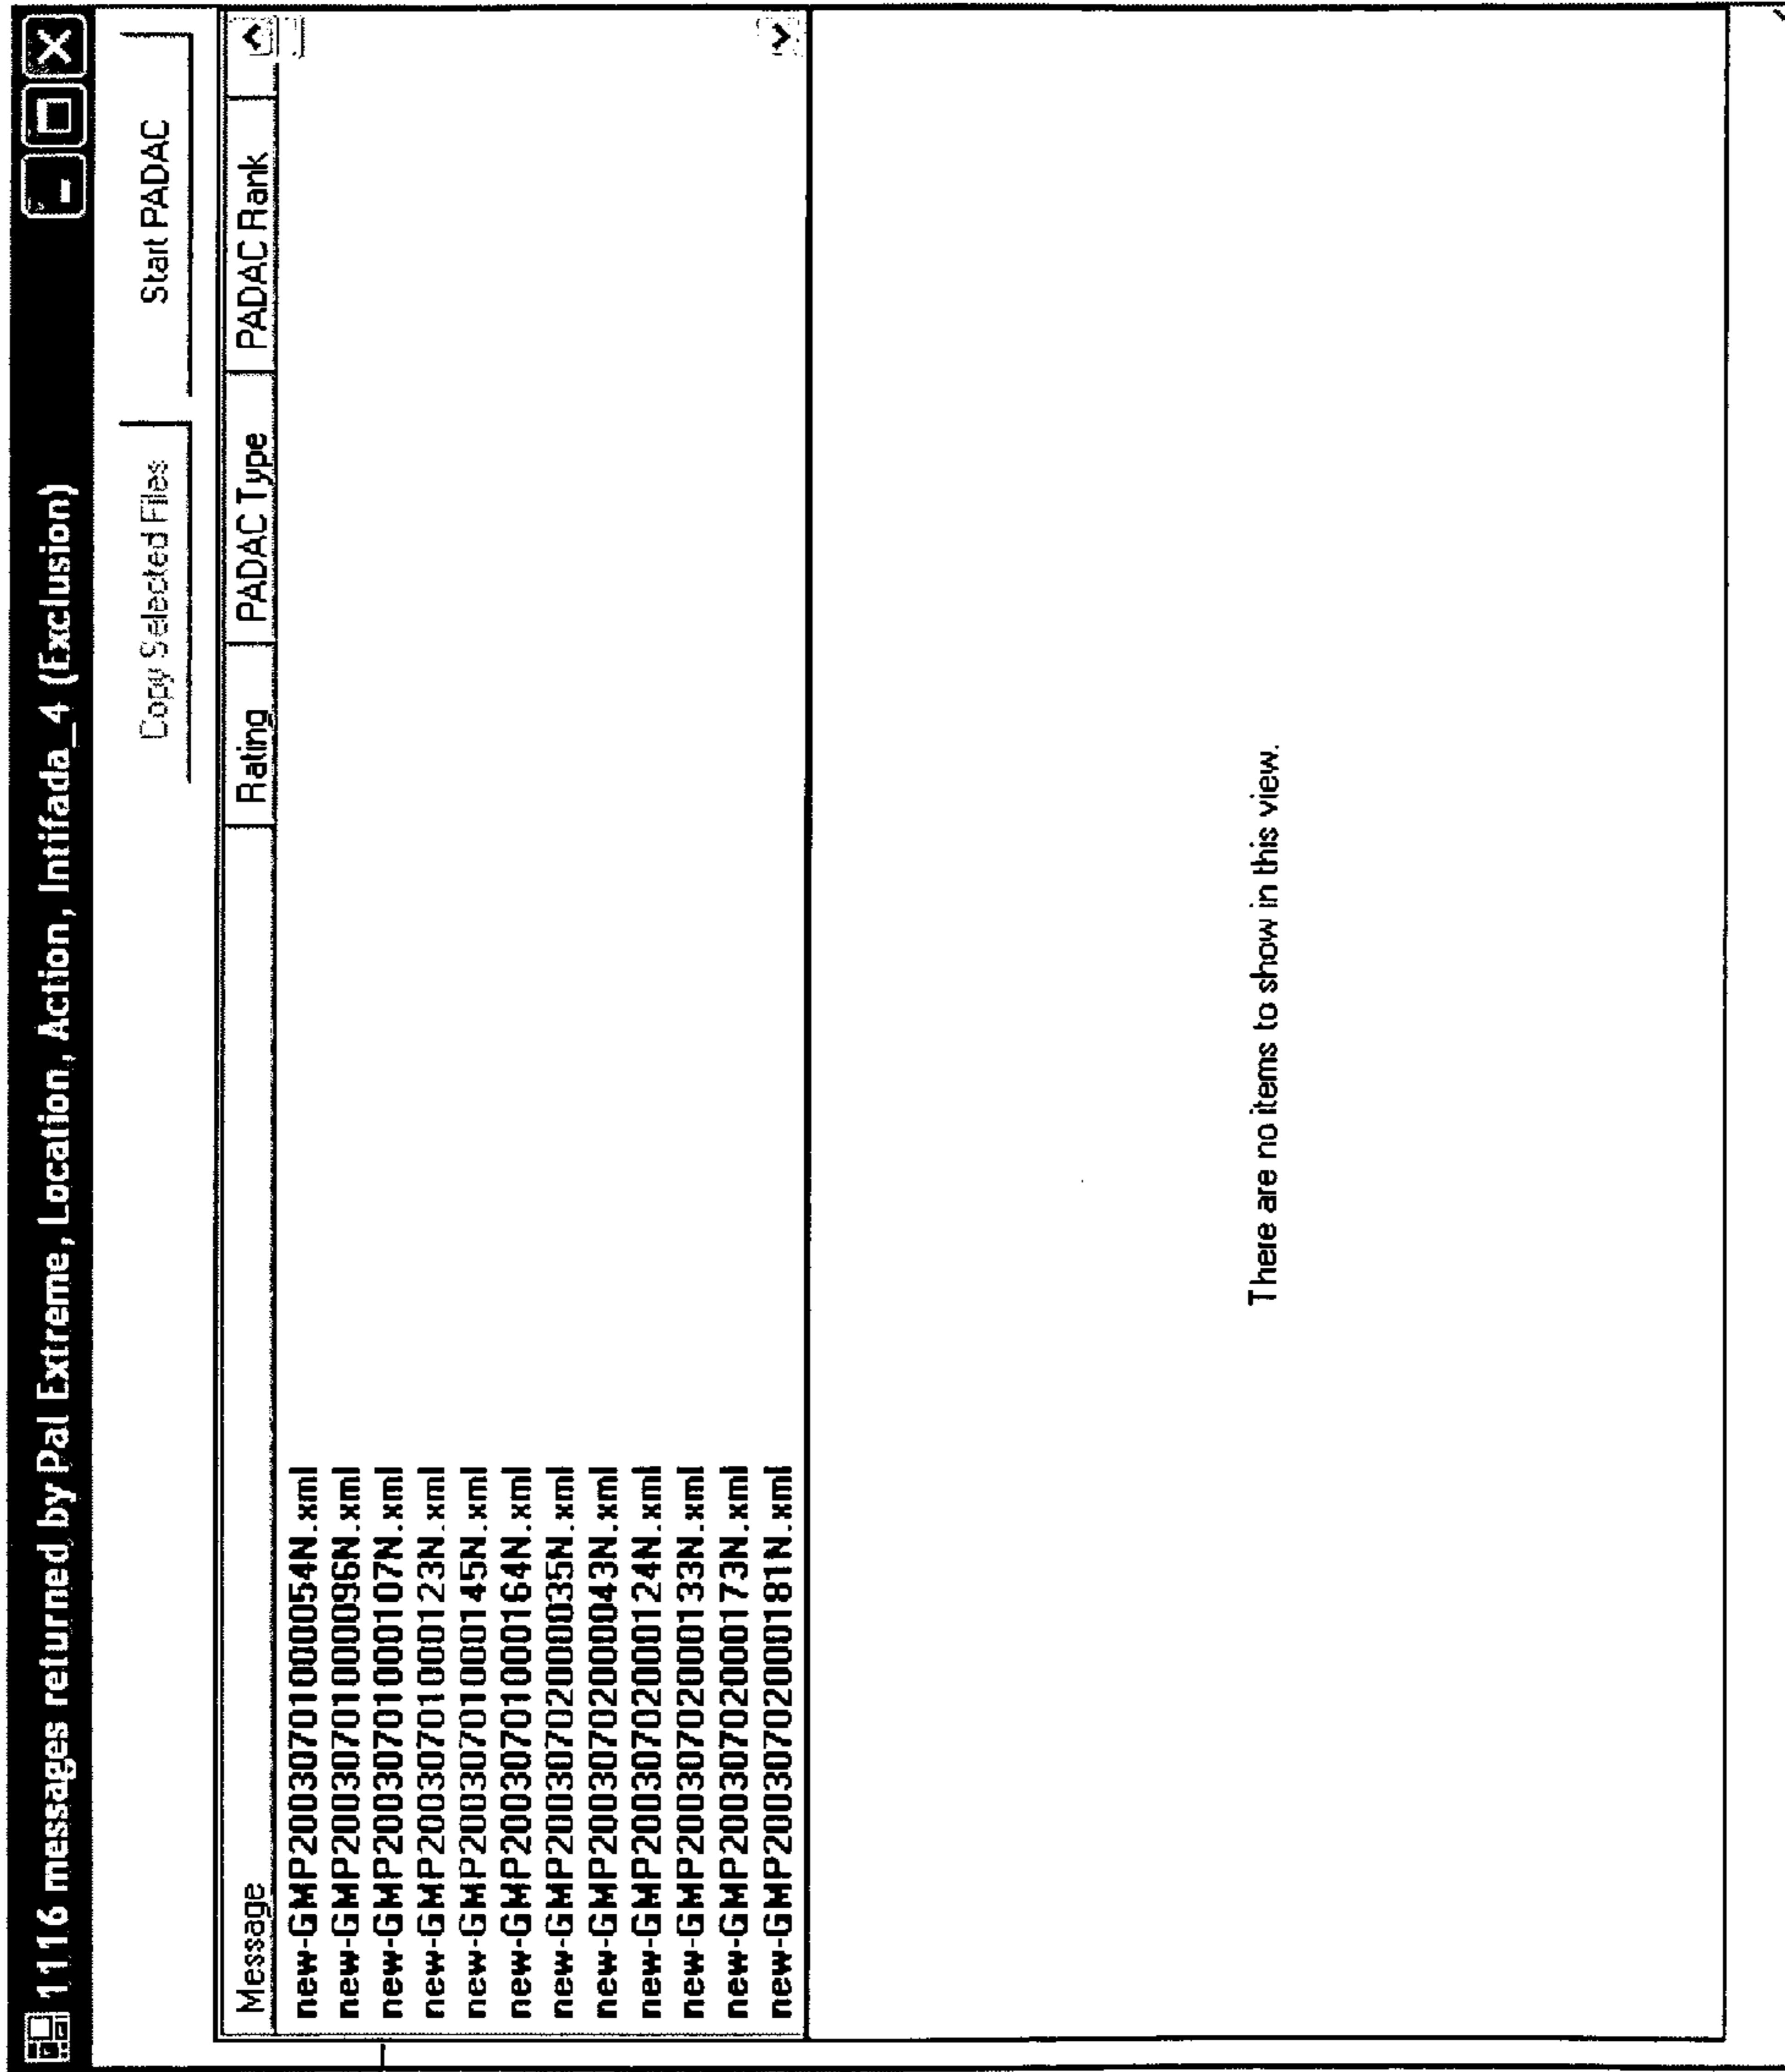 1116 messages returned by Pal Extreme, Location, Action, Intifada_4 (Exclusion)
Copy Selected Files Start PADAC
Message Rating PADAC Type PADAC Rank
new-GMP20030701000054N.xml
new-GMP20030701000096N.xml
new-GMP20030701000107N.xml
new-GMP20030701000123N.xml
new-GMP20030701000145N.xml
new-GMP20030701000164N.xml
new-GMP20030702000035N.xml
new-GMP20030702000043N.xml
new-GMP20030702000124N.xml
new-GMP20030702000133N.xml
new-GMP20030702000173N.xml
new-GMP20030702000181N.xml
There are no items to show in this view.